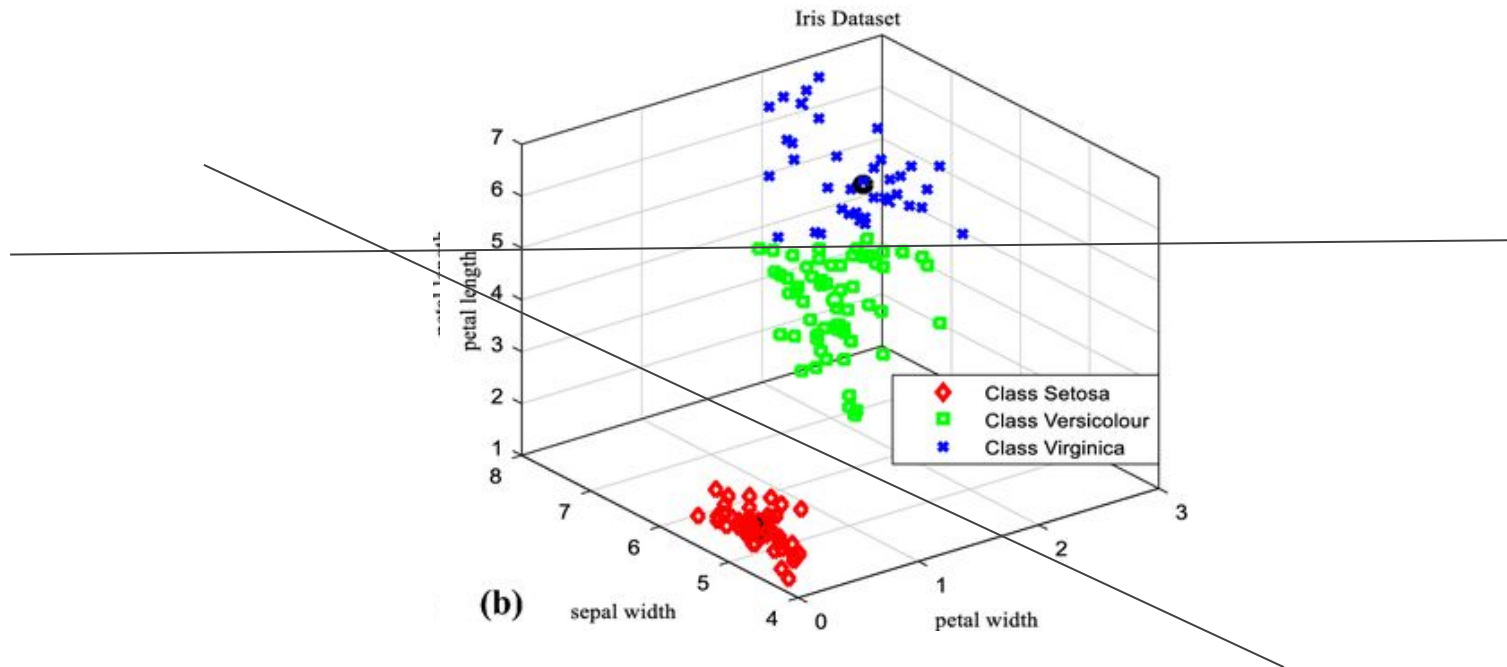 Iris Dataset
7
6
5
4
3
2
1
petal length
8
7
6
5
4
sepal width
0
1
2
3
petal width
Class Setosa
Class Versicolour
Class Virginica
(b)